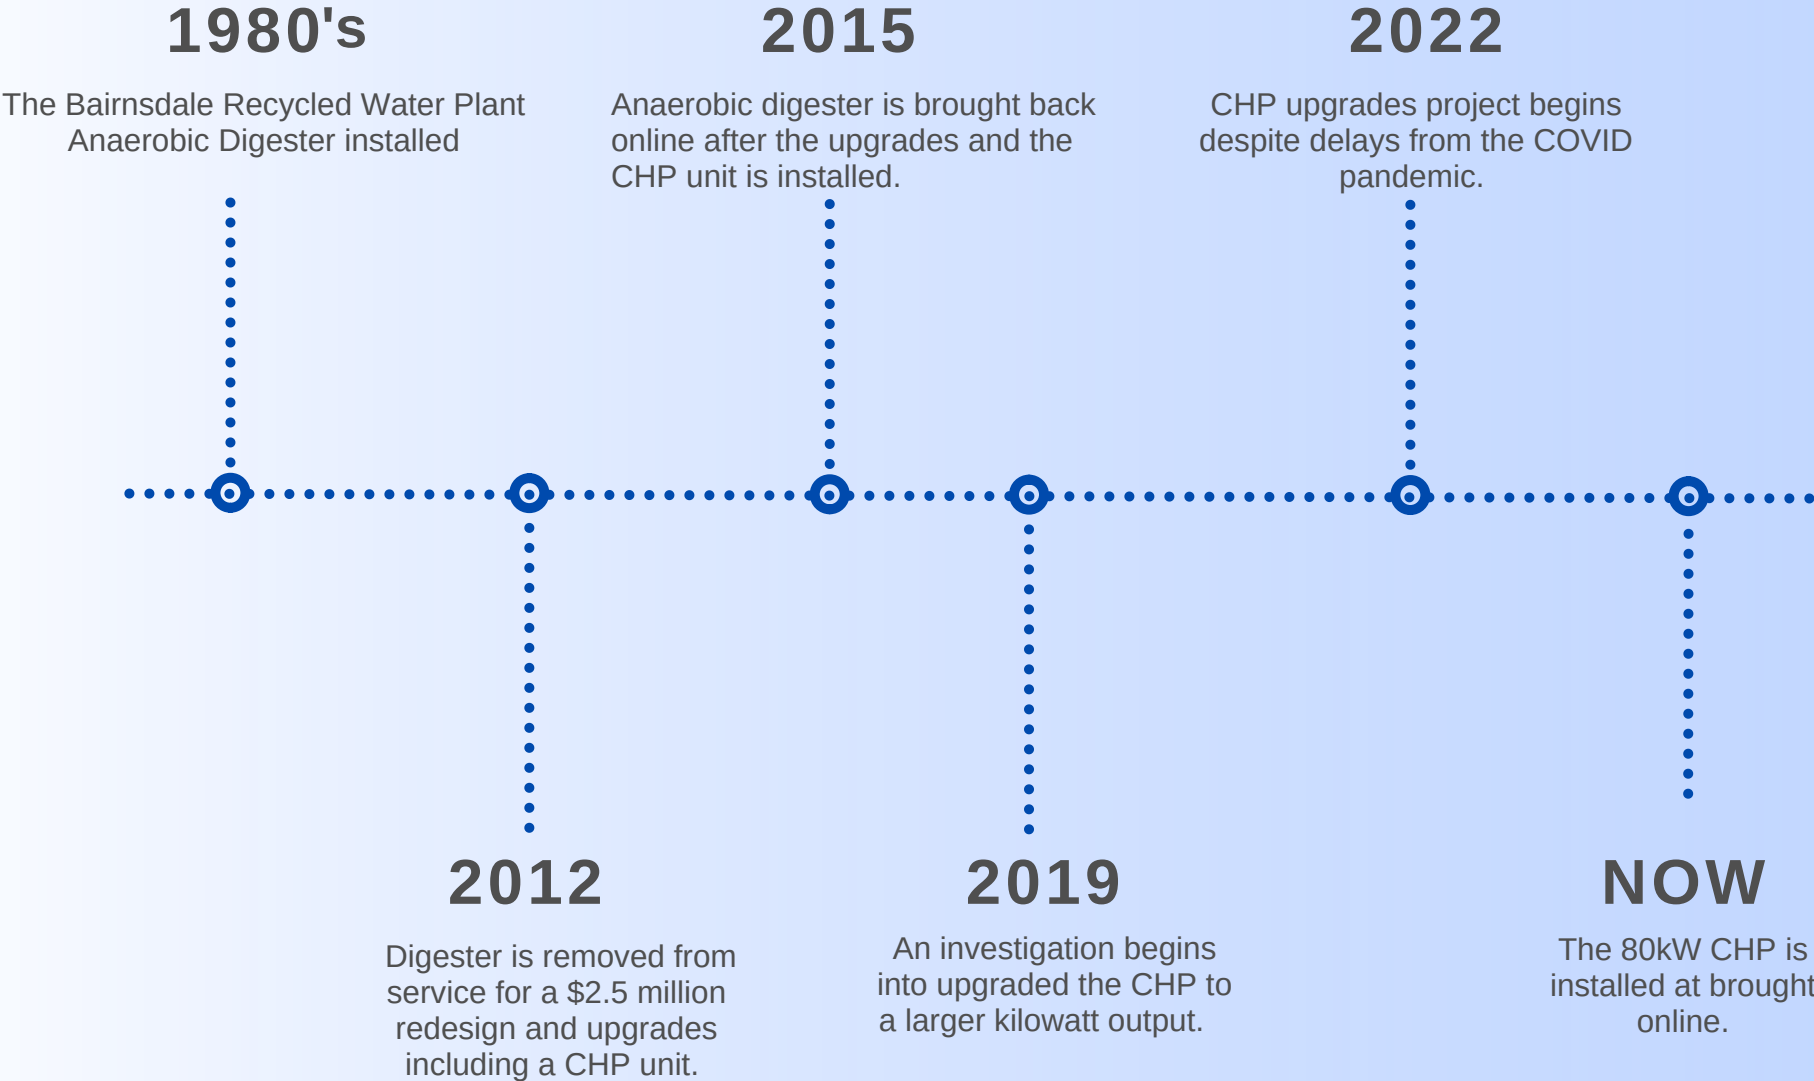 1980's
The Bairnsdale Recycled Water Plant
Anaerobic Digester installed
2015
Anaerobic digester is brought back
online after the upgrades and the
CHP unit is installed.
2022
CHP upgrades project begins
despite delays from the COVID
pandemic.
2012
Digester is removed from
service for a $2.5 million
redesign and upgrades
including a CHP unit.
2019
An investigation begins
into upgraded the CHP to
a larger kilowatt output.
NOW
The 80kW CHP is
installed at brought
online.